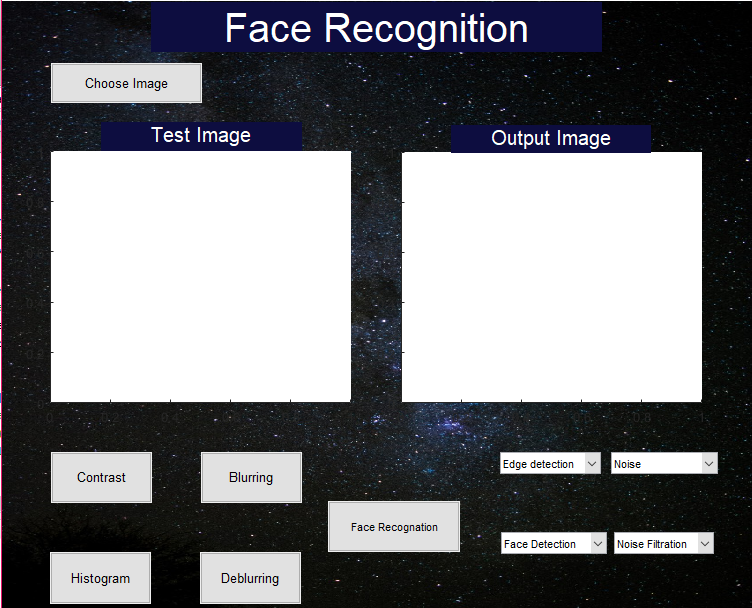 Face Recognition
Choose Image
Test Image
Output Image
Contrast
Blurring
Edge detection
Noise
Face Recognation
Face Detection
Noise Filtration
Histogram
Deblurring